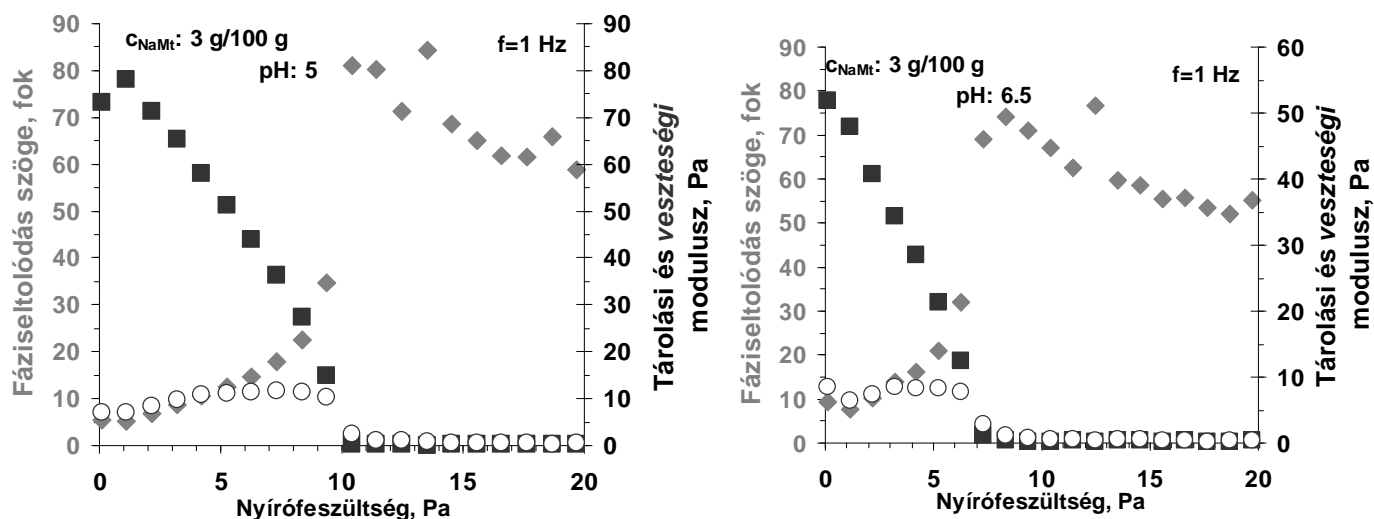 90
80
70
60
50
40
30
20
10
0
Fáziseltolódás szöge, fok
c_NaMt: 3 g/100 g
pH: 5
f=1 Hz
90
80
70
60
50
40
30
20
10
0
Tárolási és veszteségi
modulusz, Pa
0 5 10 15 20
Nyírófeszültség, Pa
90
80
70
60
50
40
30
20
10
0
Fáziseltolódás szöge, fok
c_NaMt: 3 g/100 g
pH: 6.5
f=1 Hz
60
50
40
30
20
10
0
Tárolási és veszteségi
modulusz, Pa
0 5 10 15 20
Nyírófeszültség, Pa